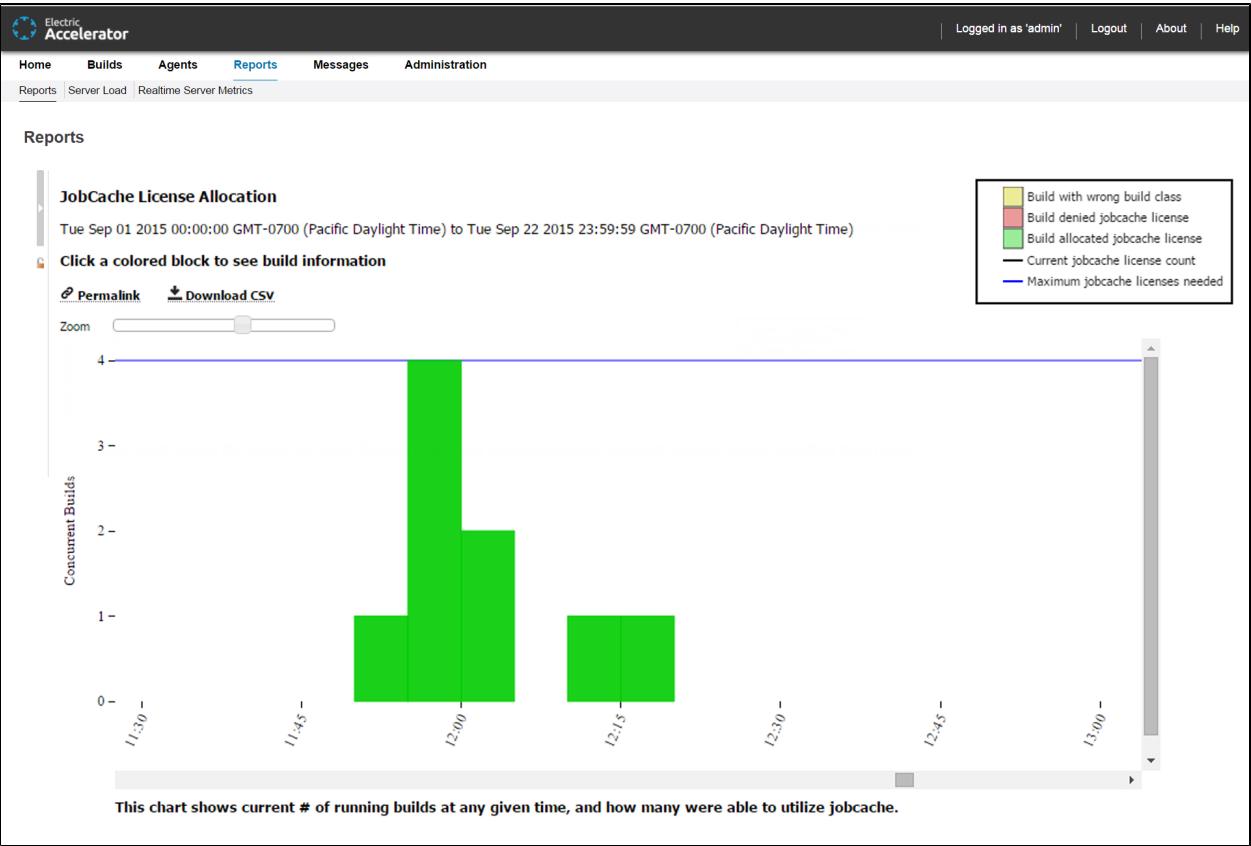 Electric
Accelerator
Logged in as 'admin' Logout About Help
Home Builds Agents Reports Messages Administration
Reports Server Load Realtime Server Metrics
Reports
JobCache License Allocation
Tue Sep 01 2015 00:00:00 GMT-0700 (Pacific Daylight Time) to Tue Sep 22 2015 23:59:59 GMT-0700 (Pacific Daylight Time)
Click a colored block to see build information
Permalink Download CSV
Zoom
Build with wrong build class
Build denied jobcache license
Build allocated jobcache license
Current jobcache license count
Maximum jobcache licenses needed
Concurrent Builds
4
3
2
1
0
11:30 11:45 12:00 12:15 12:30 12:45 13:00
This chart shows current # of running builds at any given time, and how many were able to utilize jobcache.